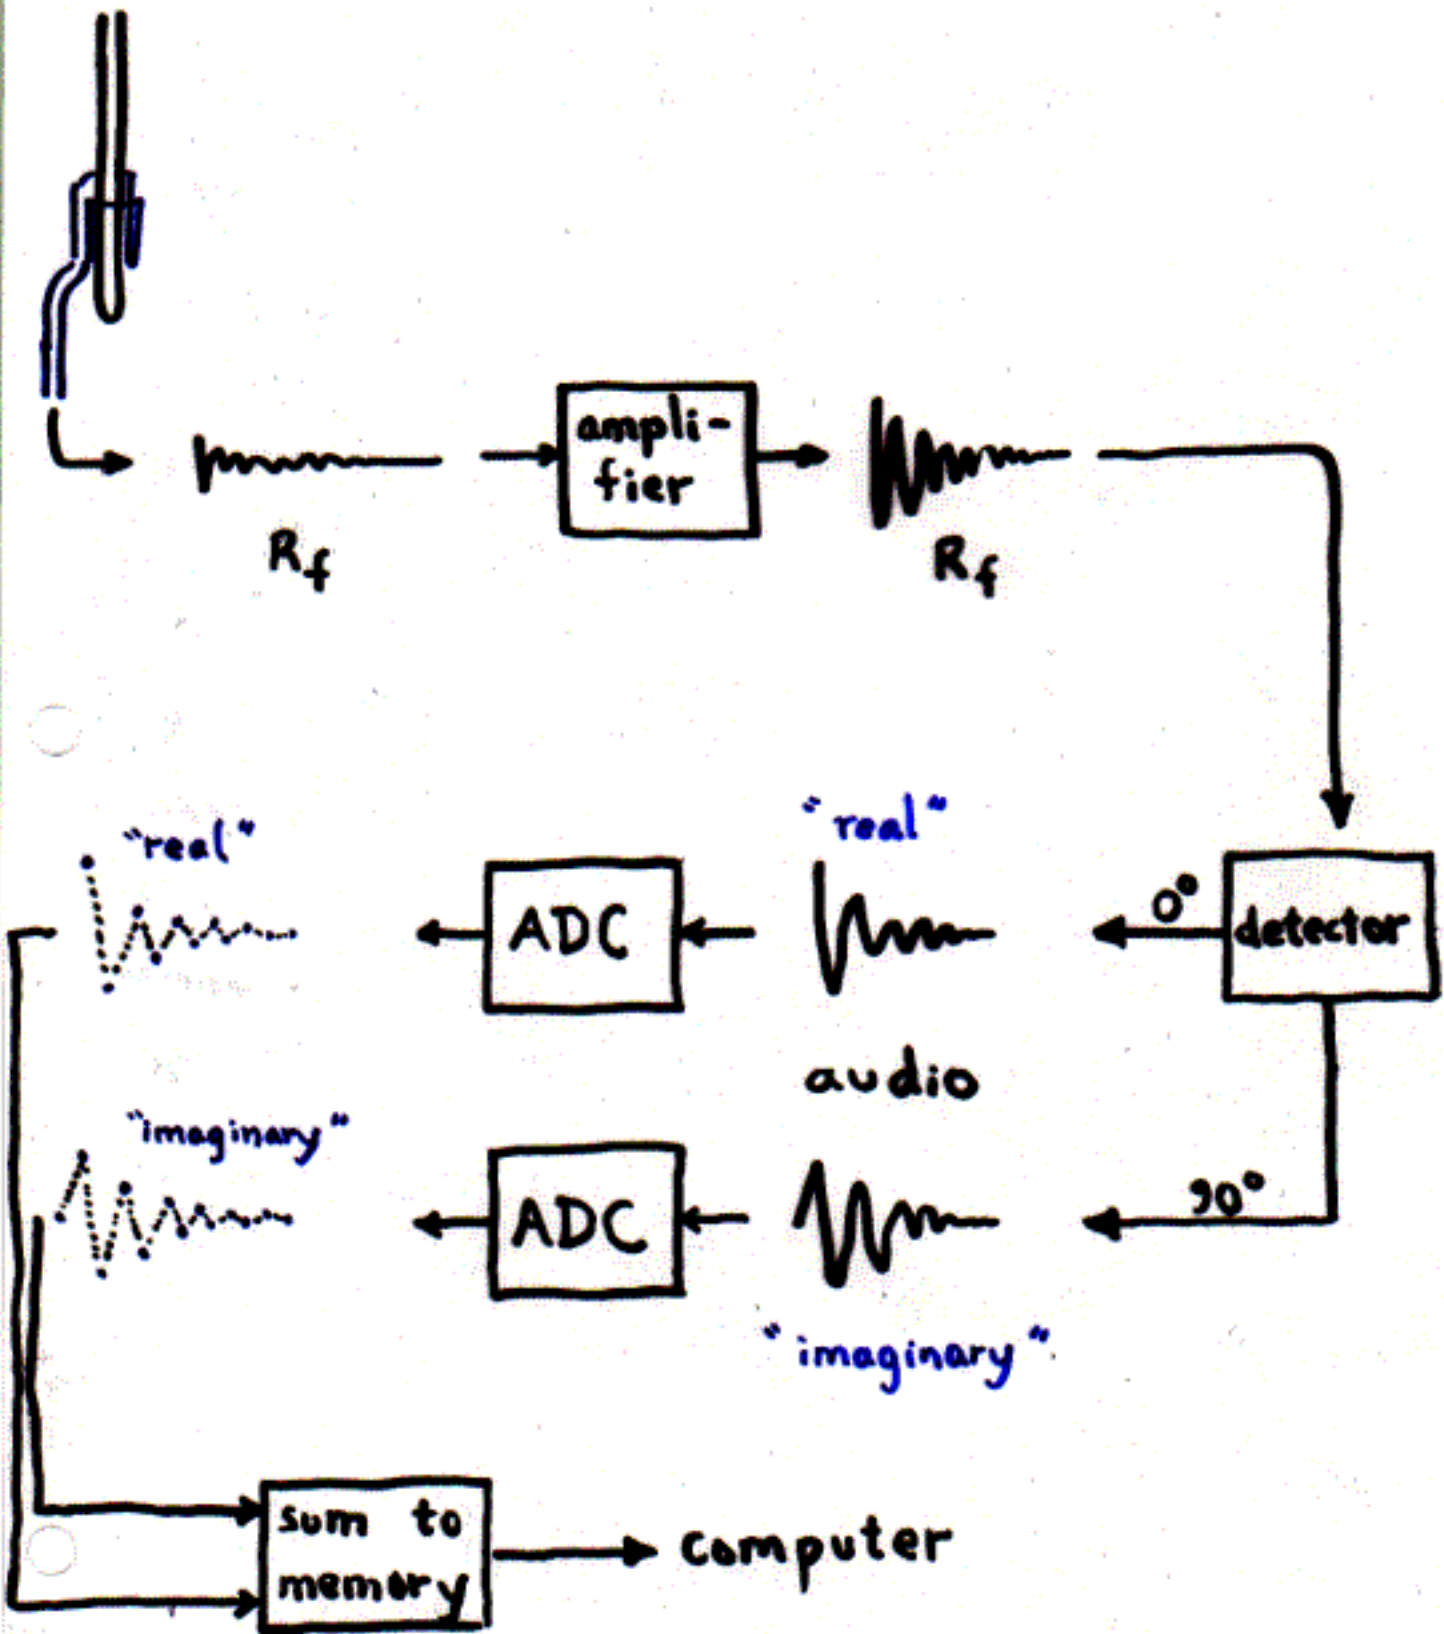 ampli-
fier
Rf
Rf
"real"
"real"
0°
ADC
detector
audio
"imaginary"
90°
ADC
"imaginary"
sum to
memory
computer